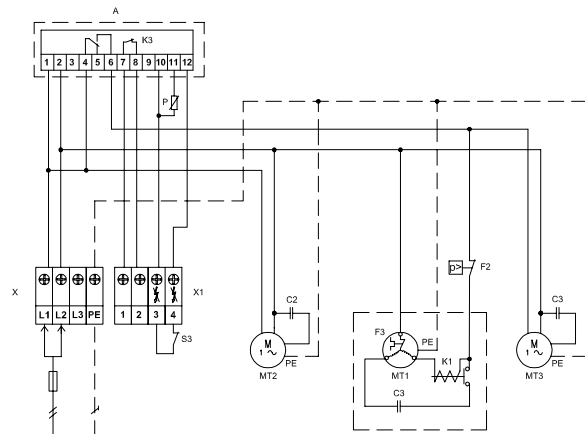 A
K3
1 2 3 4 5 6 7 8 9 10 11 12
P
X
X1
L1 L2 L3 PE
1 2 3 4
S3
C2
M
1 ~
PE
MT2
p>
F2
F3
PE
MT1
K1
C3
C3
M
1 ~
PE
MT3